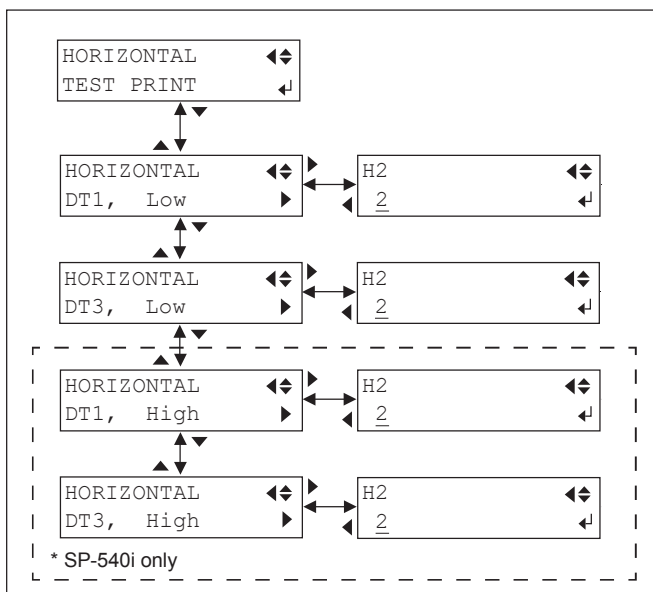 HORIZONTAL
TEST PRINT
HORIZONTAL
DT1, Low
H2
2
HORIZONTAL
DT3, Low
H2
2
HORIZONTAL
DT1, High
H2
2
HORIZONTAL
DT3, High
H2
2
* SP-540i only